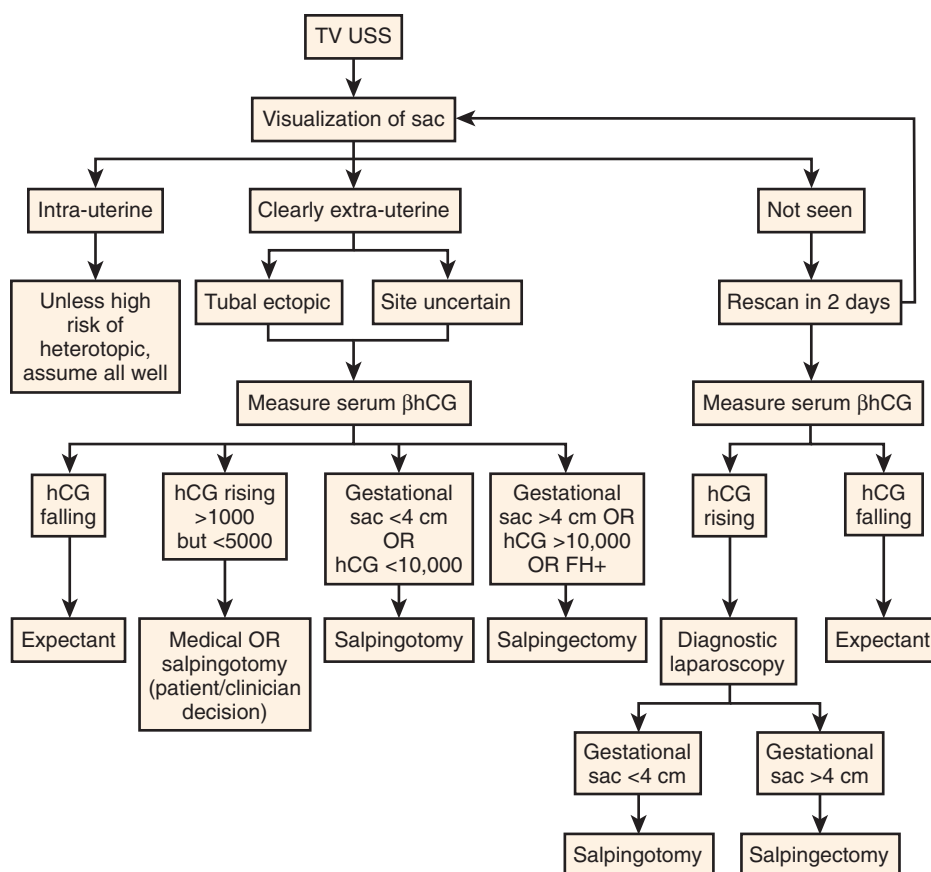 TV USS
Visualization of sac
Intra-uterine
Clearly extra-uterine
Not seen
Unless high
risk of
heterotopic,
assume all well
Tubal ectopic
Site uncertain
Rescan in 2 days
Measure serum βhCG
Measure serum βhCG
hCG
falling
hCG rising
>1000
but <5000
Gestational
sac <4 cm
OR
hCG <10,000
Gestational
sac >4 cm OR
hCG >10,000
OR FH+
hCG
rising
hCG
falling
Expectant
Medical OR
salpingotomy
(patient/clinician
decision)
Salpingotomy
Salpingectomy
Diagnostic
laparoscopy
Expectant
Gestational
sac <4 cm
Gestational
sac >4 cm
Salpingotomy
Salpingectomy